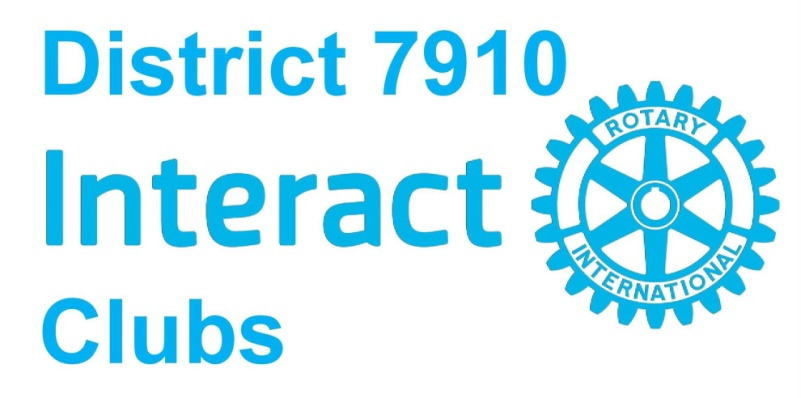 District 7910
Interact
Clubs
ROTARY
INTERNATIONAL